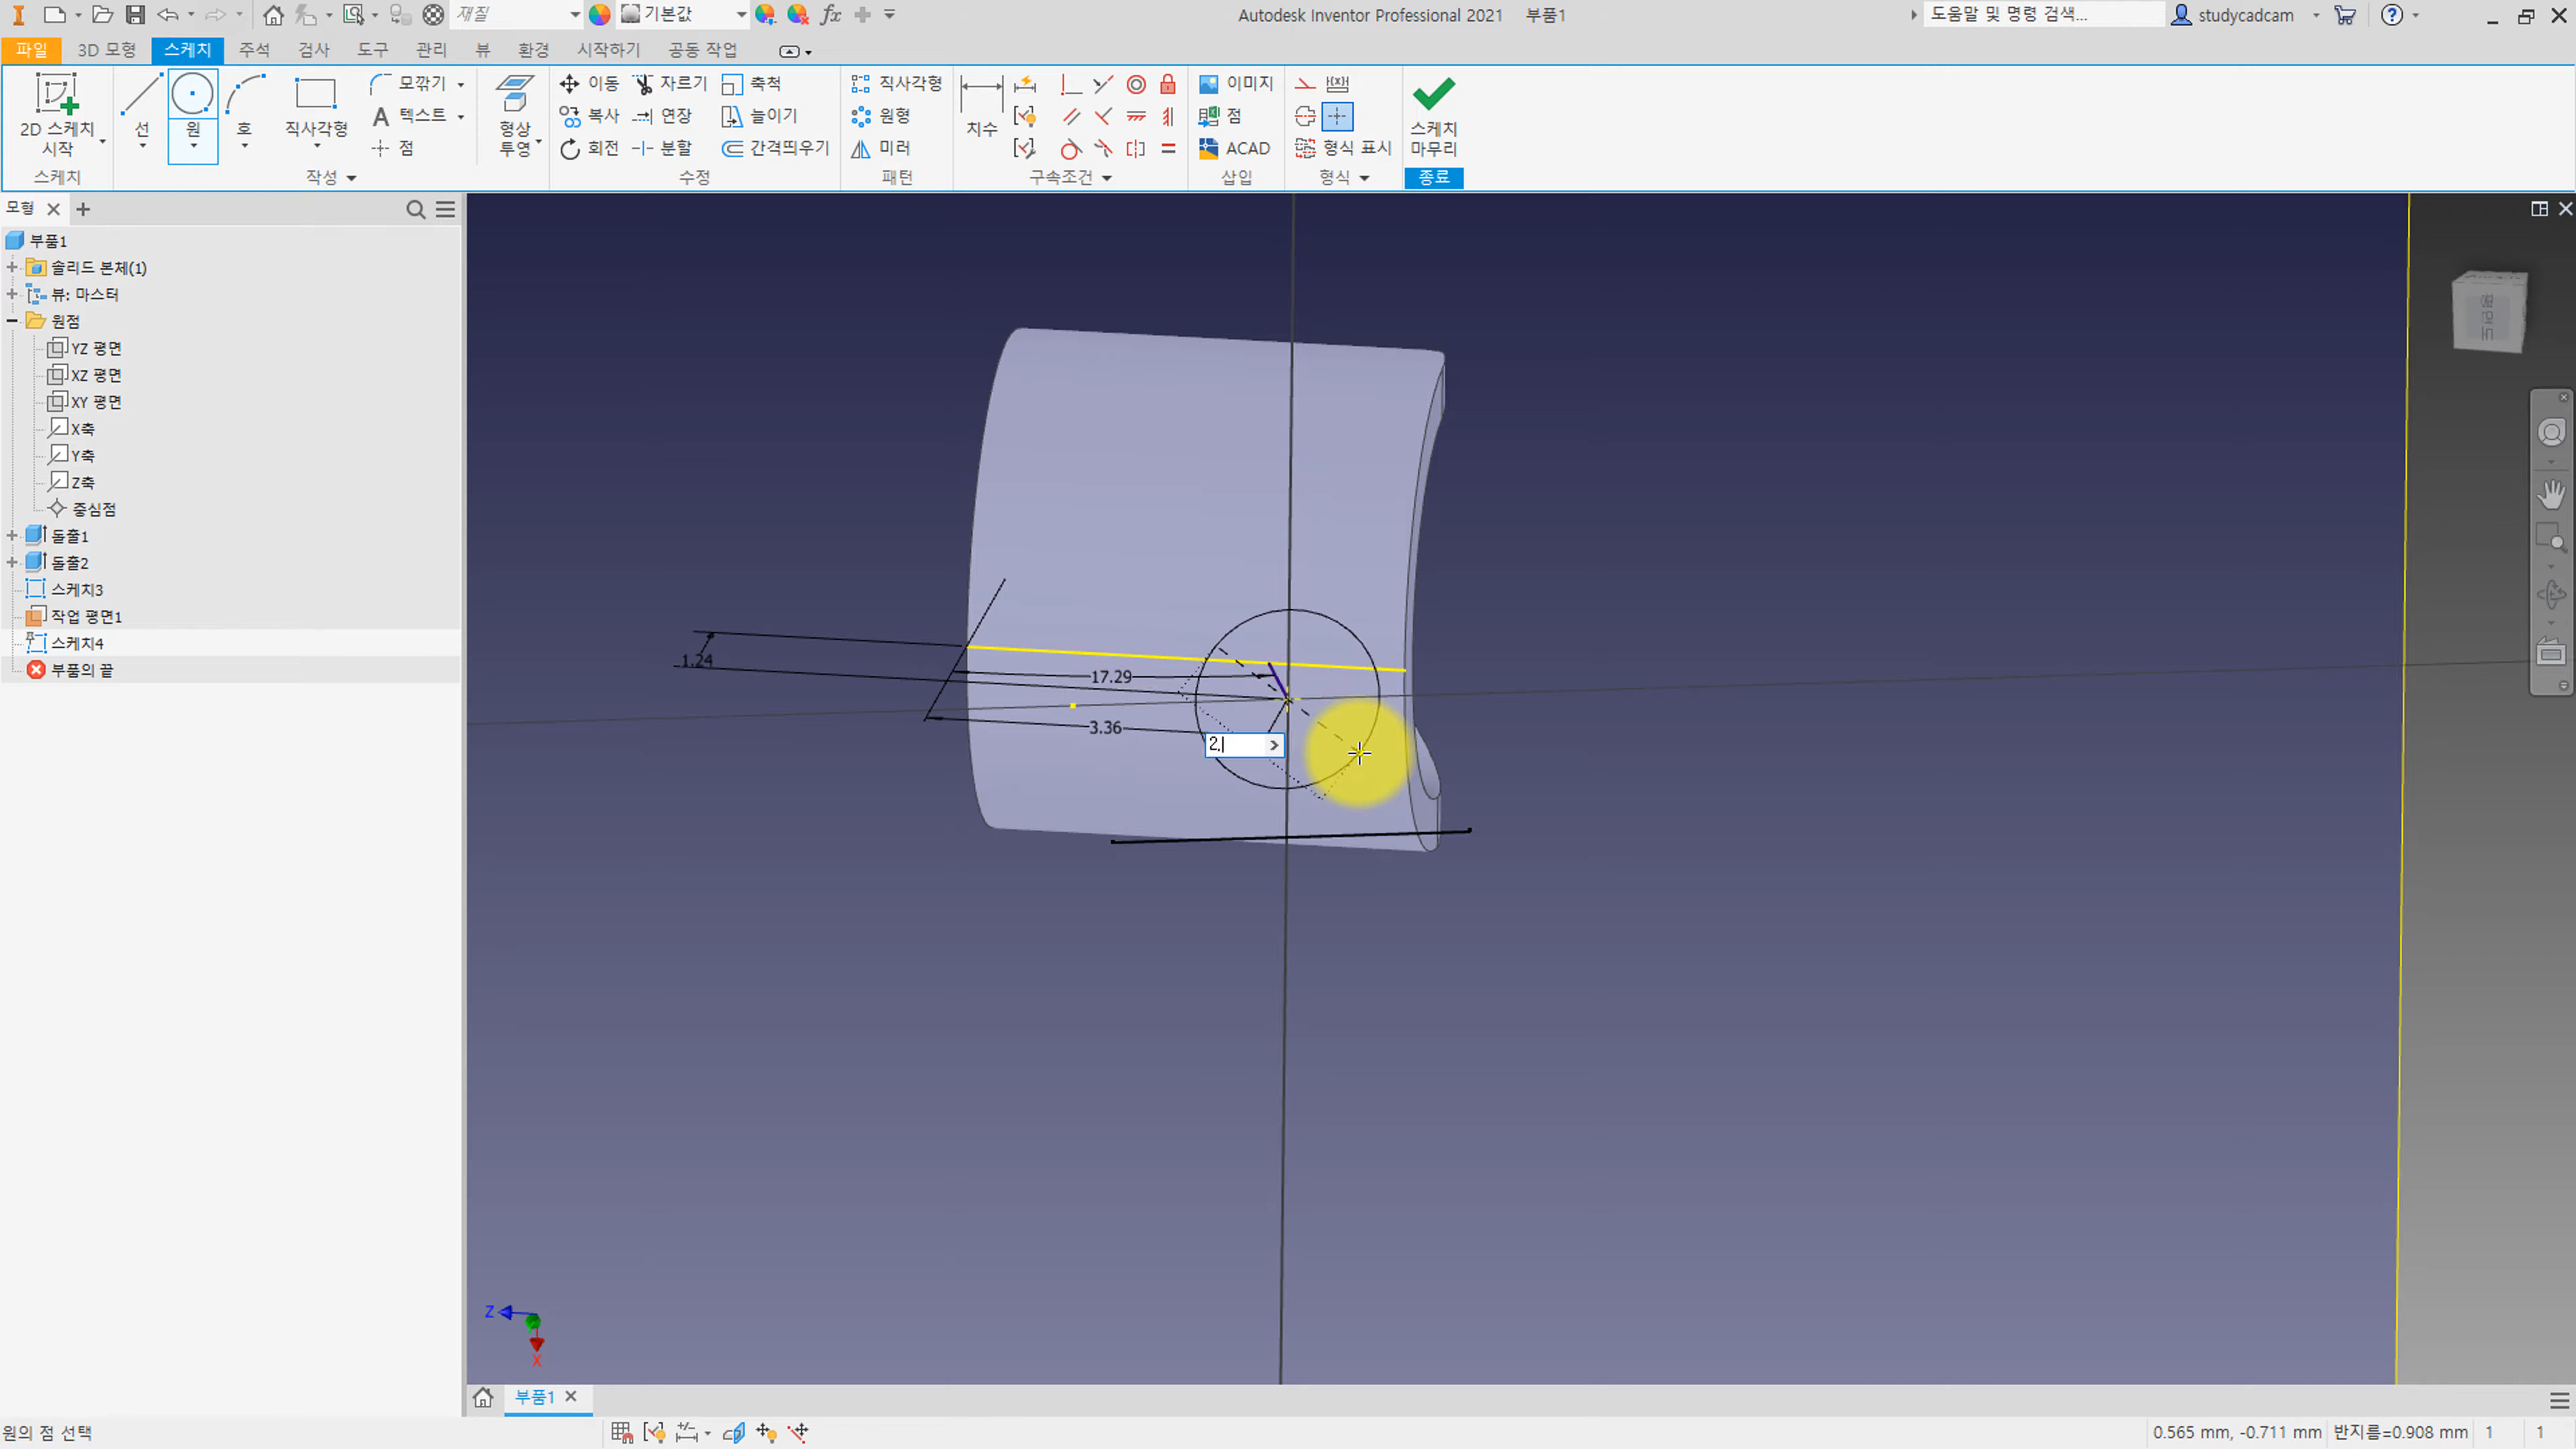 재질
기본값
fx
Autodesk Inventor Professional 2021 부품1
도움말 및 명령 검색...
studycadcam
파일 3D 모형 스케치 주석 검사 도구 관리 뷰 환경 시작하기 공동 작업
2D 스케치 시작
선
원
호
직사각형
모깎기
텍스트
점
형상 투영
이동 자르기 축척
복사 연장 늘이기
회전 분할 간격띄우기
직사각형
원형
미러
치수
이미지
점
ACAD
형식 표시
스케치 마무리
스케치 작성 수정 패턴 구속조건 삽입 형식 종료
모형
부품1
솔리드 본체(1)
뷰: 마스터
원점
YZ 평면
XZ 평면
XY 평면
X축
Y축
Z축
중심점
돌출1
돌출2
스케치3
작업 평면1
스케치4
부품의 끝
1.24
17.29
3.36
2.
Z
X
부품1
원의 점 선택
0.565 mm, -0.711 mm 반지름=0.908 mm 1 1